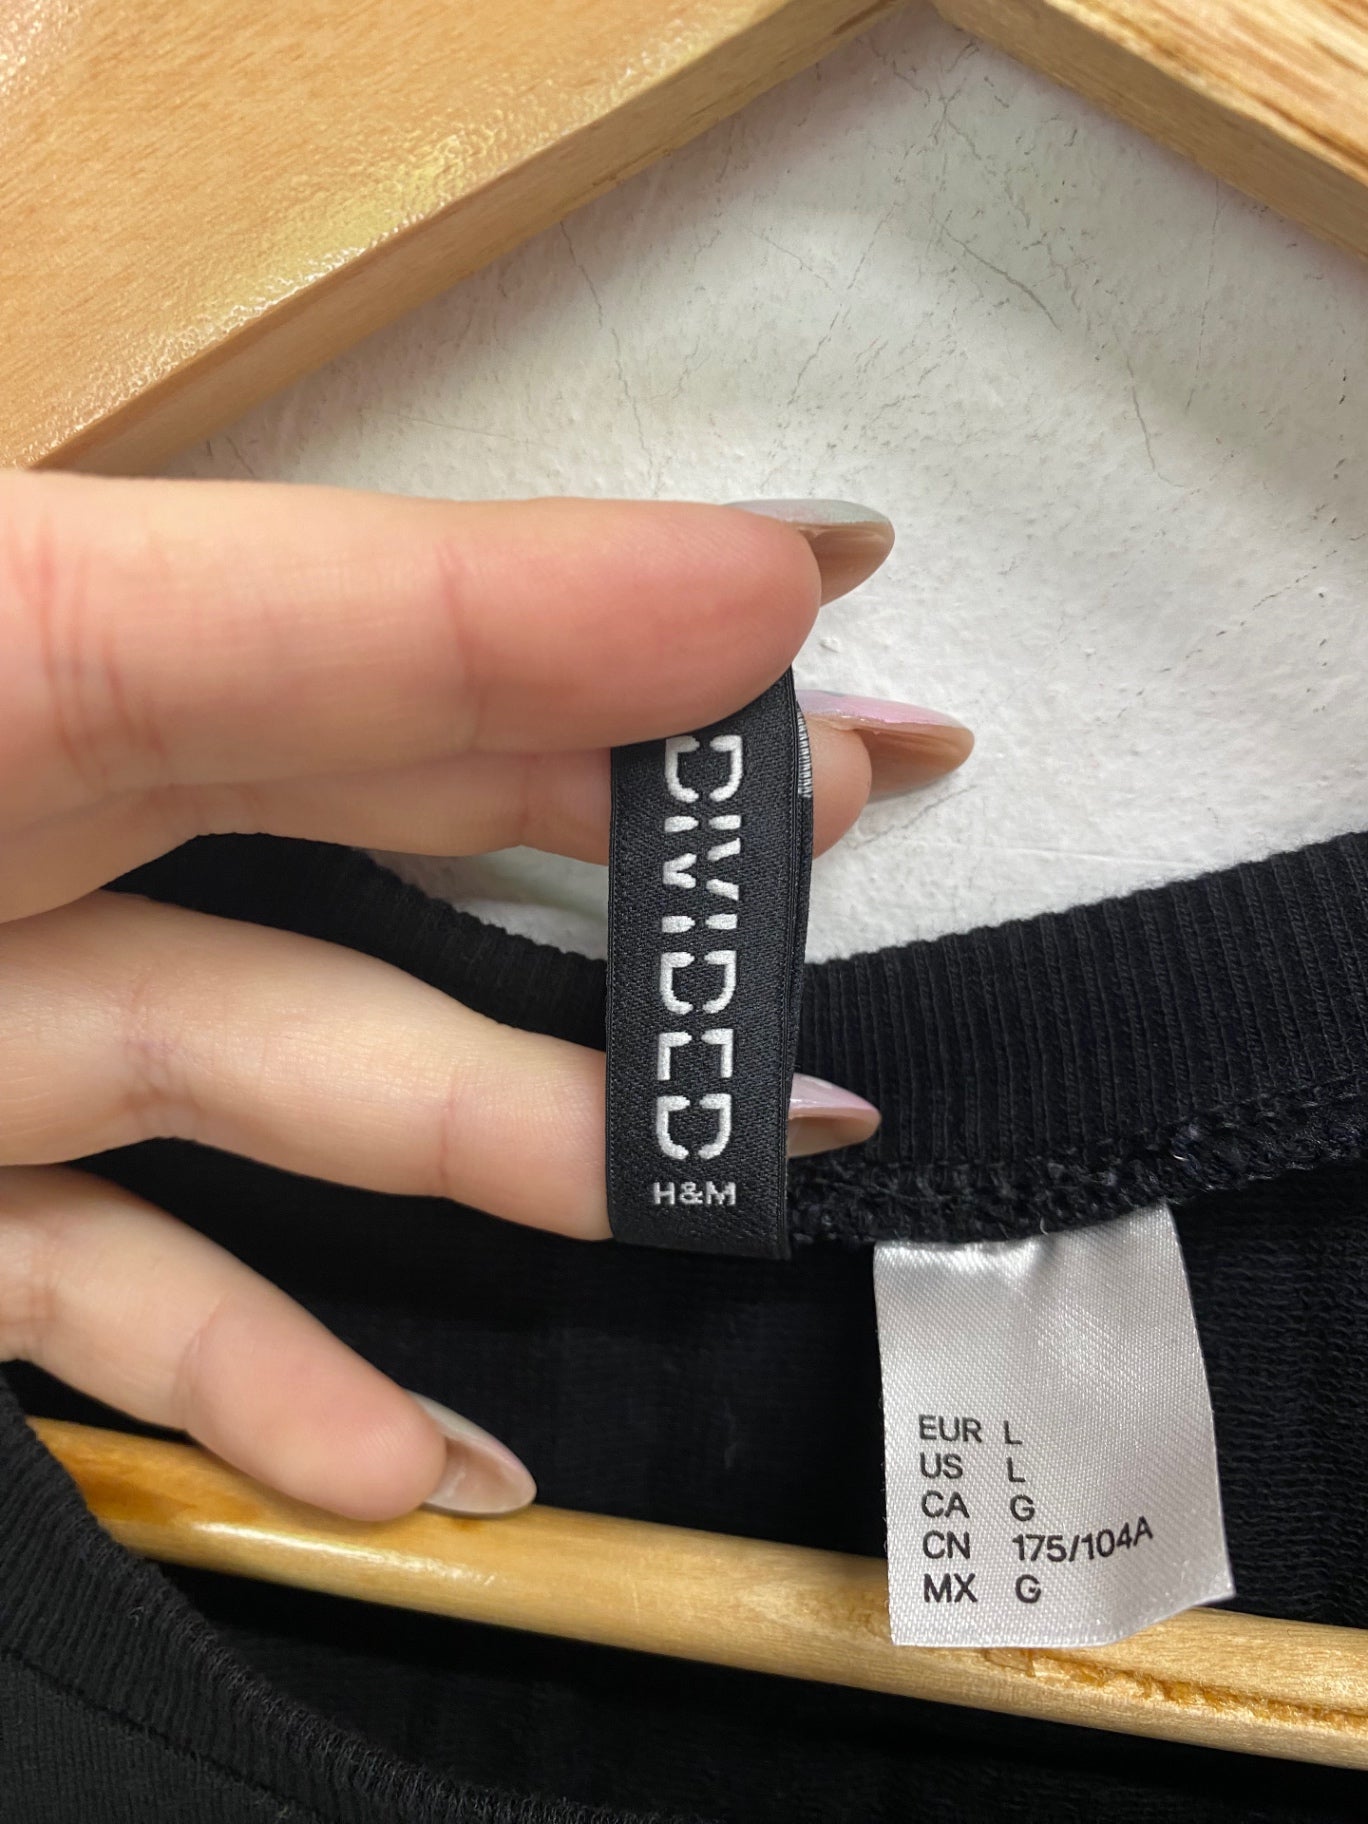 DIVIDED
H&M
EUR L
US L
CA G
CN 175/104A
MX G